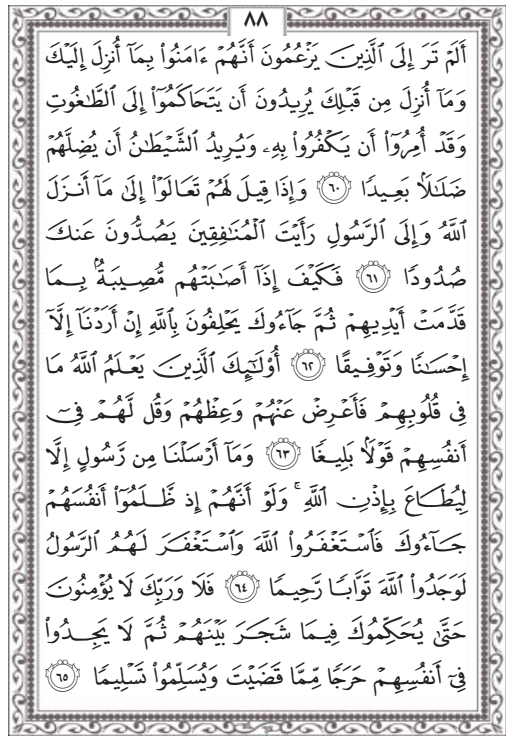 ٨٨
أَلَمۡ تَرَ إِلَى ٱلَّذِينَ يَزۡعُمُونَ أَنَّهُمۡ ءَامَنُواْ بِمَآ أُنزِلَ إِلَيۡكَ
وَمَآ أُنزِلَ مِن قَبۡلِكَ يُرِيدُونَ أَن يَتَحَاكَمُوٓاْ إِلَى ٱلطَّٰغُوتِ
وَقَدۡ أُمِرُوٓاْ أَن يَكۡفُرُواْ بِهِۦ وَيُرِيدُ ٱلشَّيۡطَٰنُ أَن يُضِلَّهُمۡ
ضَلَٰلَۢا بَعِيدٗا ٦٠ وَإِذَا قِيلَ لَهُمۡ تَعَالَوۡاْ إِلَىٰ مَآ أَنزَلَ
ٱللَّهُ وَإِلَى ٱلرَّسُولِ رَأَيۡتَ ٱلۡمُنَٰفِقِينَ يَصُدُّونَ عَنكَ
صُدُودٗا ٦١ فَكَيۡفَ إِذَآ أَصَٰبَتۡهُم مُّصِيبَةُۢ بِمَا
قَدَّمَتۡ أَيۡدِيهِمۡ ثُمَّ جَآءُوكَ يَحۡلِفُونَ بِٱللَّهِ إِنۡ أَرَدۡنَآ إِلَّآ
إِحۡسَٰنٗا وَتَوۡفِيقًا ٦٢ أُوْلَٰٓئِكَ ٱلَّذِينَ يَعۡلَمُ ٱللَّهُ مَا
فِي قُلُوبِهِمۡ فَأَعۡرِضۡ عَنۡهُمۡ وَعِظۡهُمۡ وَقُل لَّهُمۡ فِيٓ
أَنفُسِهِمۡ قَوۡلَۢا بَلِيغٗا ٦٣ وَمَآ أَرۡسَلۡنَا مِن رَّسُولٍ إِلَّا
لِيُطَاعَ بِإِذۡنِ ٱللَّهِۚ وَلَوۡ أَنَّهُمۡ إِذ ظَّلَمُوٓاْ أَنفُسَهُمۡ
جَآءُوكَ فَٱسۡتَغۡفَرُواْ ٱللَّهَ وَٱسۡتَغۡفَرَ لَهُمُ ٱلرَّسُولُ
لَوَجَدُواْ ٱللَّهَ تَوَّابٗا رَّحِيمٗا ٦٤ فَلَا وَرَبِّكَ لَا يُؤۡمِنُونَ
حَتَّىٰ يُحَكِّمُوكَ فِيمَا شَجَرَ بَيۡنَهُمۡ ثُمَّ لَا يَجِدُواْ
فِيٓ أَنفُسِهِمۡ حَرَجٗا مِّمَّا قَضَيۡتَ وَيُسَلِّمُواْ تَسۡلِيمٗا ٦٥